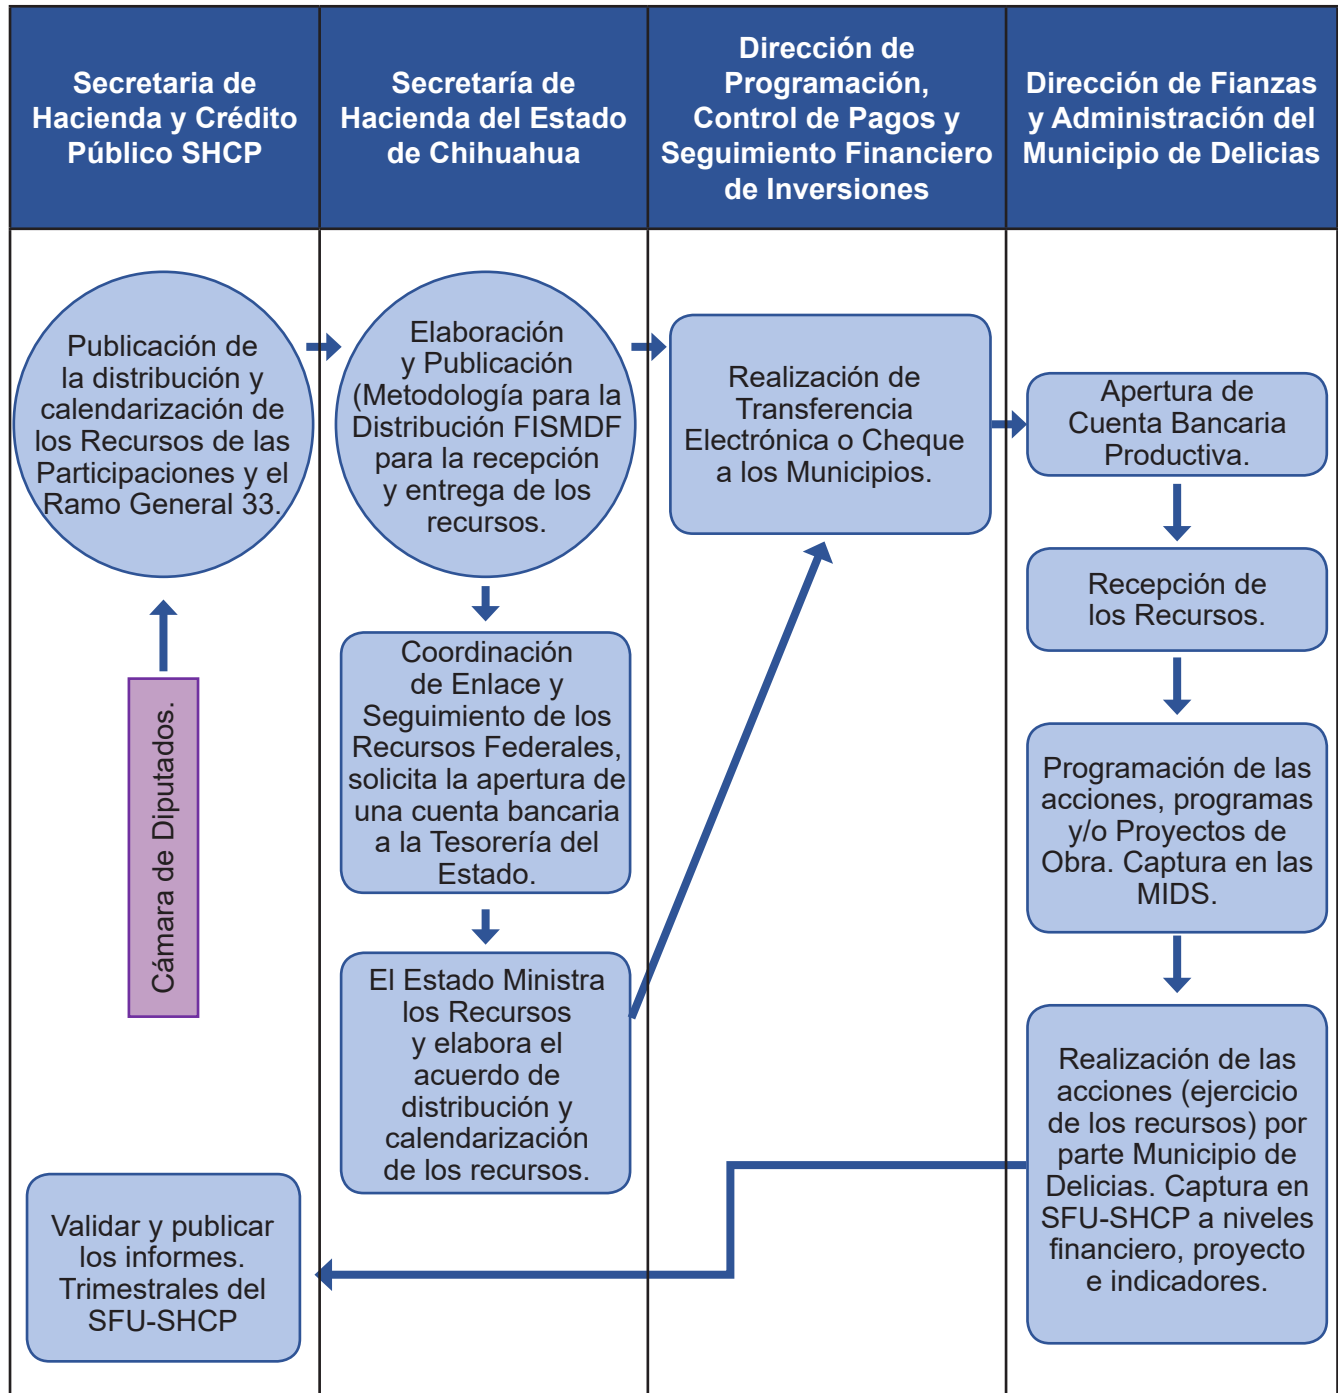 Secretaria de
Hacienda y Crédito
Público SHCP
Secretaría de
Hacienda del Estado
de Chihuahua
Dirección de
Programación,
Control de Pagos y
Seguimiento Financiero
de Inversiones
Dirección de Fianzas
y Administración del
Municipio de Delicias
Publicación de
la distribución y
calendarización de
los Recursos de las
Participaciones y el
Ramo General 33.
Cámara de Diputados.
Validar y publicar
los informes.
Trimestrales del
SFU-SHCP
Elaboración
y Publicación
(Metodología para la
Distribución FISMDF
para la recepción
y entrega de los
recursos.
Coordinación
de Enlace y
Seguimiento de los
Recursos Federales,
solicita la apertura de
una cuenta bancaria
a la Tesorería del
Estado.
El Estado Ministra
los Recursos
y elabora el
acuerdo de
distribución y
calendarización
de los recursos.
Realización de
Transferencia
Electrónica o Cheque
a los Municipios.
Apertura de
Cuenta Bancaria
Productiva.
Recepción de
los Recursos.
Programación de las
acciones, programas
y/o Proyectos de
Obra. Captura en las
MIDS.
Realización de las
acciones (ejercicio
de los recursos) por
parte Municipio de
Delicias. Captura en
SFU-SHCP a niveles
financiero, proyecto
e indicadores.